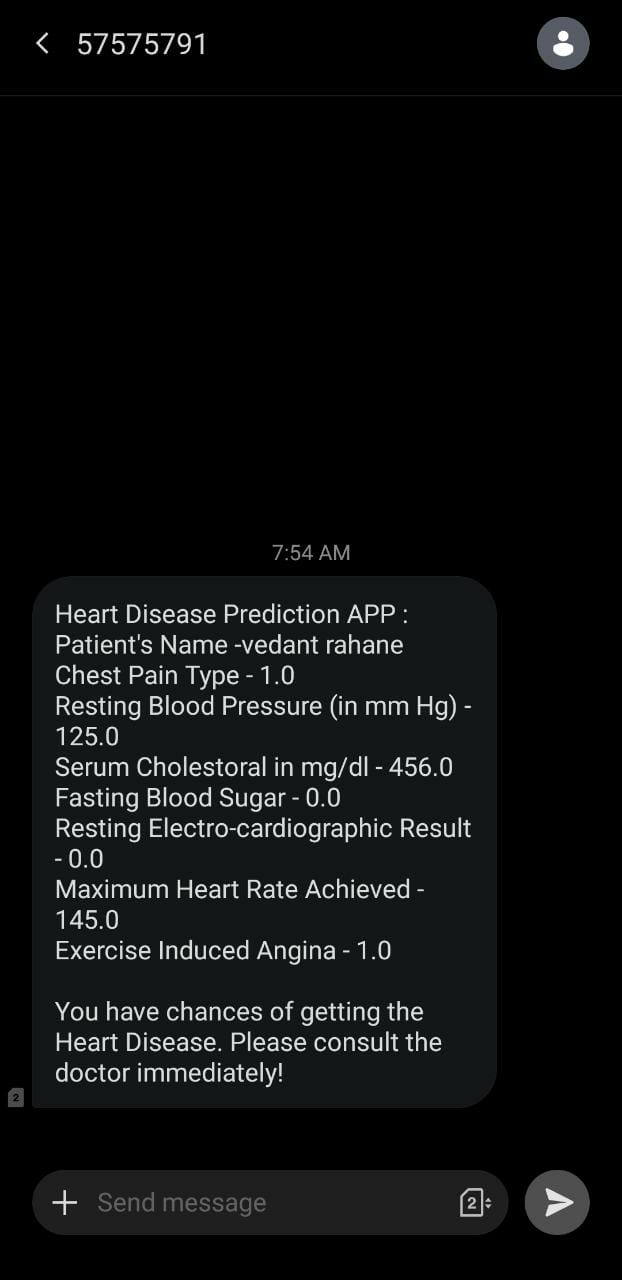 57575791
7:54 AM
Heart Disease Prediction APP :
Patient's Name -vedant rahane
Chest Pain Type - 1.0
Resting Blood Pressure (in mm Hg) -
125.0
Serum Cholestoral in mg/dl - 456.0
Fasting Blood Sugar - 0.0
Resting Electro-cardiographic Result
- 0.0
Maximum Heart Rate Achieved -
145.0
Exercise Induced Angina - 1.0
You have chances of getting the
Heart Disease. Please consult the
doctor immediately!
2
Send message
2